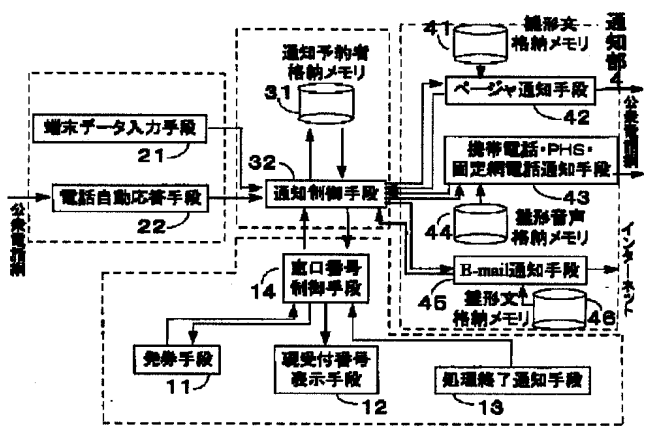 41
雛形文
格納メモリ
通知部
4
通知予約者
格納メモリ
31
ページャ通知手段
42
公衆電話網
端末データ入力手段
21
32
通知制御手段
携帯電話・PHS・
固定網電話通知手段
43
電話自動応答手段
22
公衆電話網
44
雛形音声
格納メモリ
インターネット
14
窓口番号
制御手段
E-mail通知手段
45
雛形文
格納メモリ
46
発券手段
11
現受付番号
表示手段
12
処理終了通知手段
13